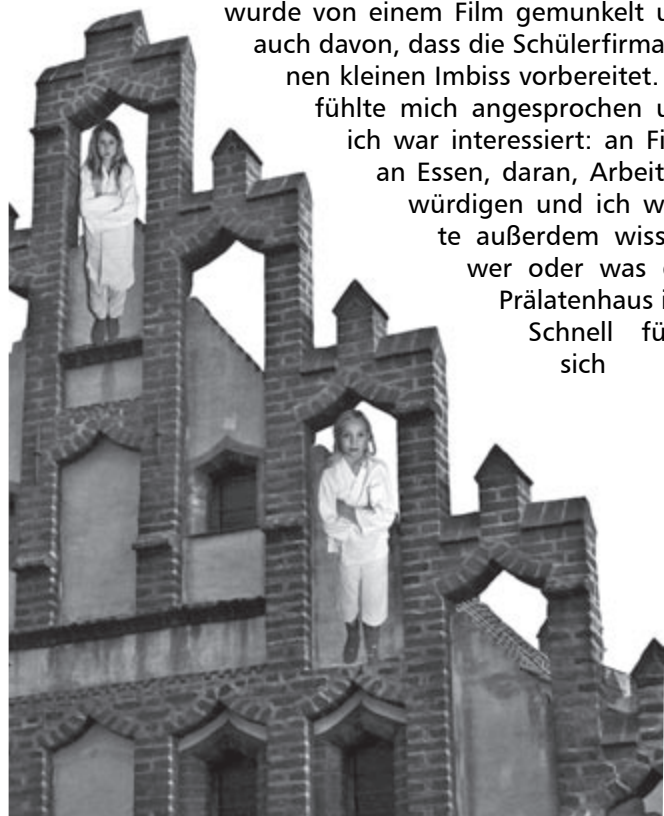 wurde von einem Film gemunkelt u
auch davon, dass die Schülerfirma
nen kleinen Imbiss vorbereitet.
fühlte mich angesprochen u
ich war interessiert: an Fi
an Essen, daran, Arbeit
würdigen und ich w
te außerdem wiss
wer oder was
Prälatenhaus i
Schnell fü
sich